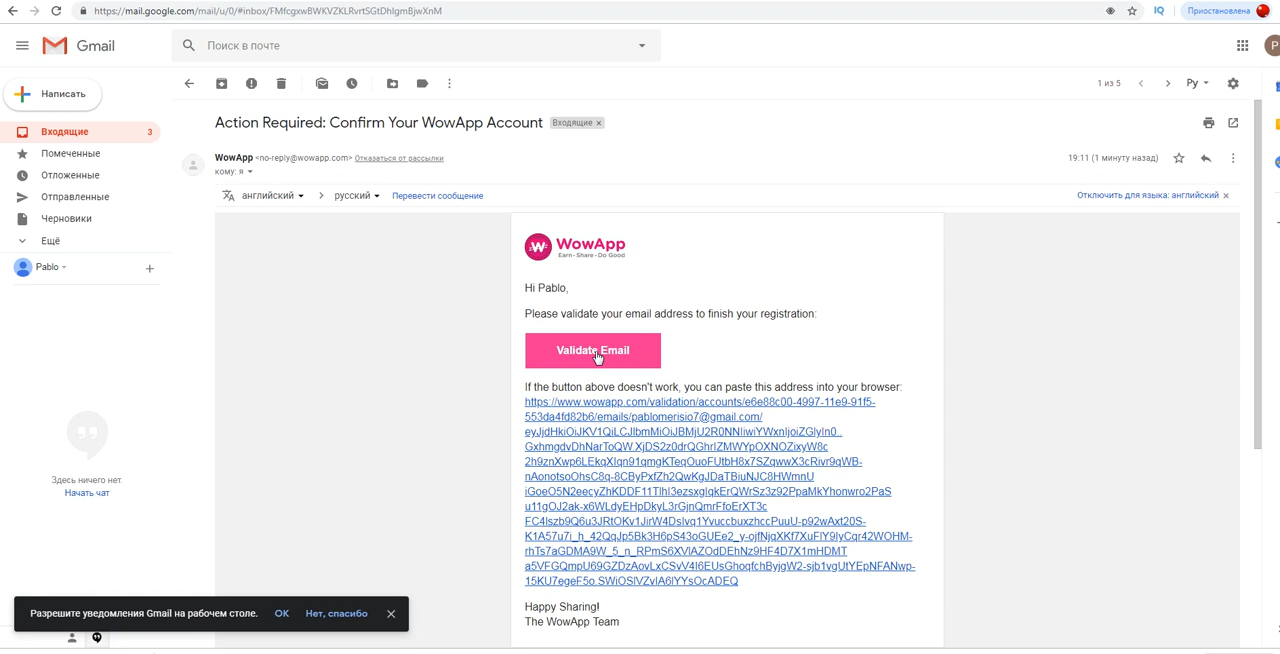 https://mail.google.com/mail/u/0/#inbox/FMfcgxwBWKVZKLRvrtSGtDhIgmBjwXnM
IQ
Приостановлена
Gmail
Поиск в почте
P
Написать
1 из 5
Ру
Входящие 3
Помеченные
Отложенные
Отправленные
Черновики
Ещё
Pablo
Action Required: Confirm Your WowApp Account Входящие ×
WowApp <no-reply@wowapp.com> Отказаться от рассылки
кому: я
19:11 (1 минуту назад)
английский > русский Перевести сообщение
Отключить для языка: английский ×
W WowApp
Earn - Share - Do Good
Hi Pablo,
Please validate your email address to finish your registration:
Validate Email
If the button above doesn't work, you can paste this address into your browser:
https://www.wowapp.com/validation/accounts/e6e88c00-4997-11e9-91f5-
553da4fd82b6/emails/pablomerisio7@gmail.com/
Здесь ничего нет.
Начать чат
Happy Sharing!
The WowApp Team
Разрешите уведомления Gmail на рабочем столе. ОК Нет, спасибо